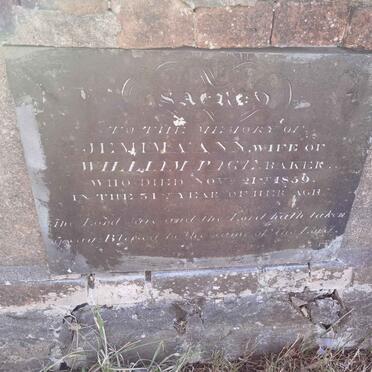 SACRED
TO THE MEMORY OF
JEMIMA ANN, WIFE OF
WILLIAM PAGE BAKER
WHO DIED NOVR 21ST 1859.
IN THE 51ST YEAR OF HER AGE
The Lord gave and the Lord hath taken
away Blessed be the name of the Lord